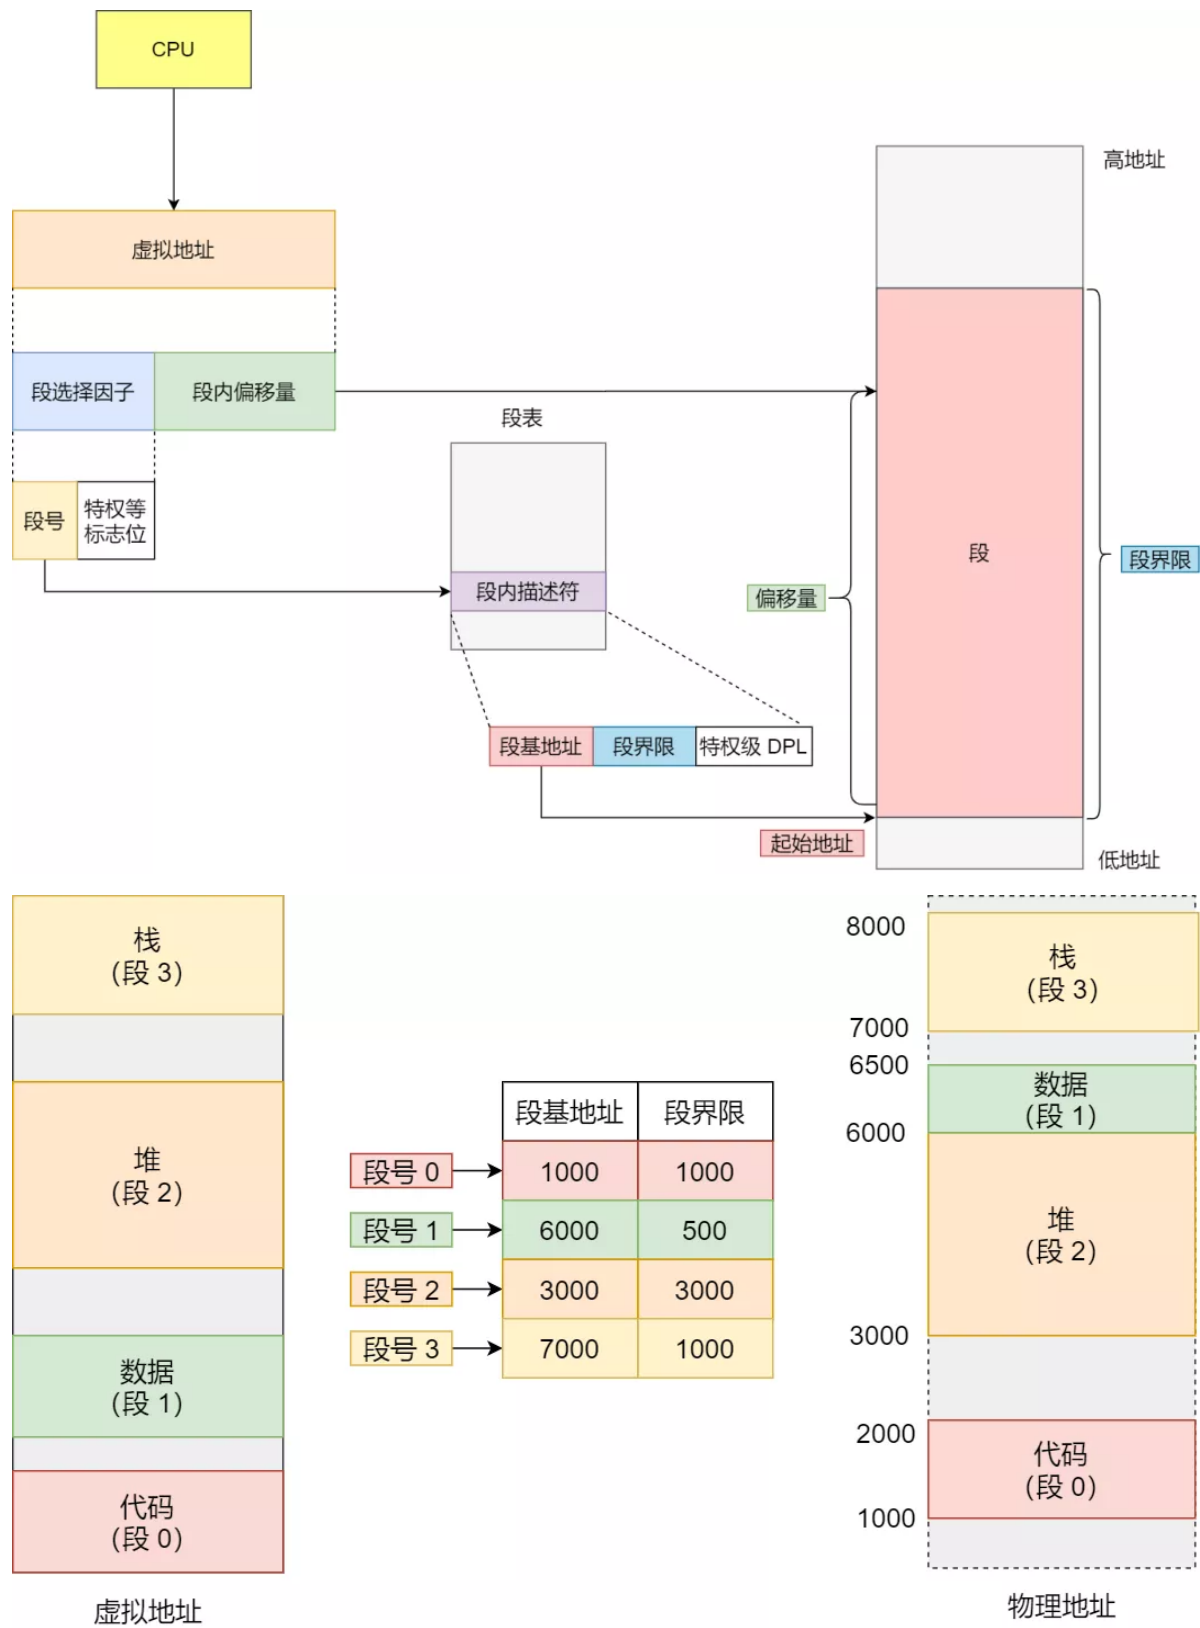 CPU
高地址
虚拟地址
段选择因子
段内偏移量
段表
段号
特权等
标志位
段内描述符
段
段界限
偏移量
段基地址
段界限
特权级 DPL
起始地址
低地址
栈
(段 3)
堆
(段 2)
数据
(段 1)
代码
(段 0)
虚拟地址
段基地址
段界限
段号 0
1000
1000
段号 1
6000
500
段号 2
3000
3000
段号 3
7000
1000
8000
栈
(段 3)
7000
6500
数据
(段 1)
6000
堆
(段 2)
3000
2000
代码
(段 0)
1000
物理地址